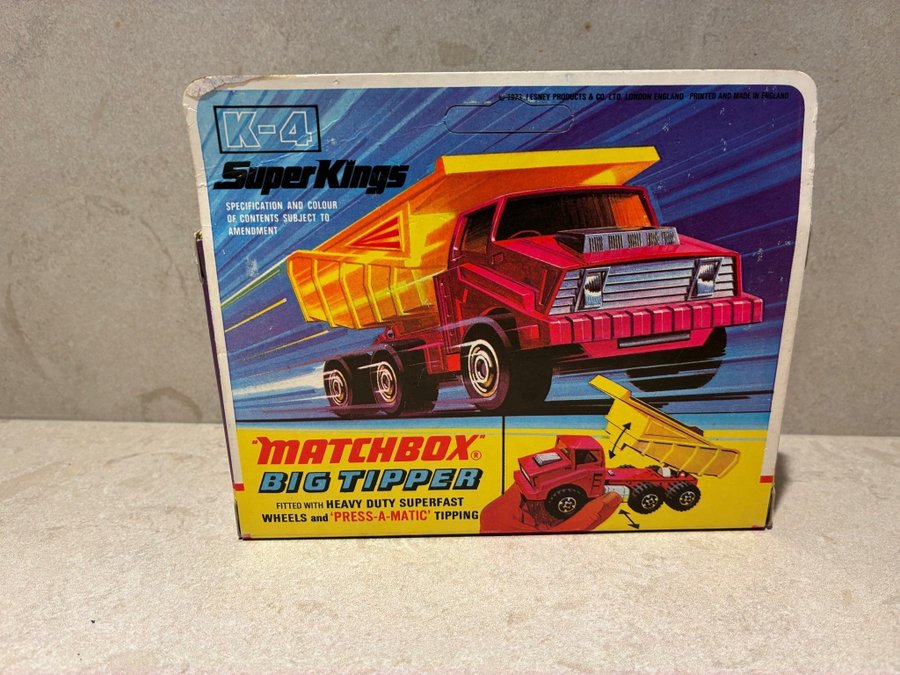 © 1973 LESNEY PRODUCTS & CO. LTD. LONDON ENGLAND PRINTED AND MADE IN ENGLAND
K-4
SuperKings
SPECIFICATION AND COLOUR
OF CONTENTS SUBJECT TO
AMENDMENT
"MATCHBOX"®
BIG TIPPER
FITTED WITH HEAVY DUTY SUPERFAST
WHEELS and 'PRESS-A-MATIC' TIPPING